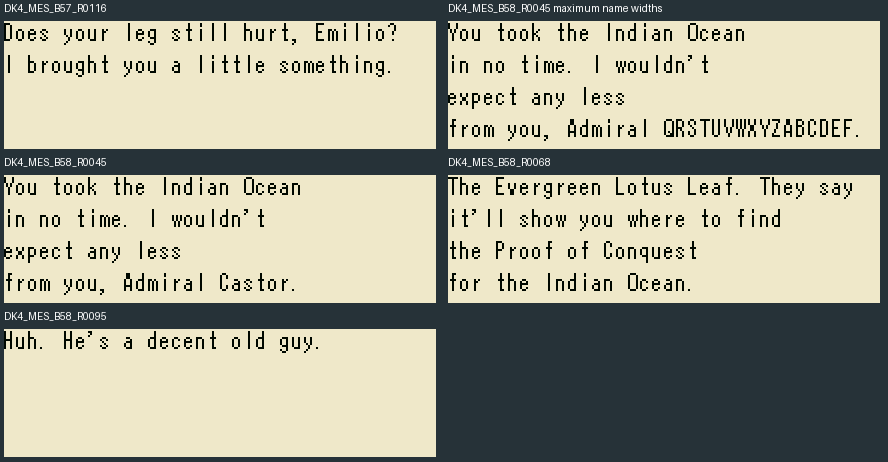 DK4_MES_B57_R0116
Does your leg still hurt, Emilio?
I brought you a little something.
DK4_MES_B58_R0045 maximum name widths
You took the Indian Ocean
in no time. I wouldn't
expect any less
from you, Admiral QRSTUVWXYZABCDEF.
DK4_MES_B58_R0045
You took the Indian Ocean
in no time. I wouldn't
expect any less
from you, Admiral Castor.
DK4_MES_B58_R0068
The Evergreen Lotus Leaf. They say
it'll show you where to find
the Proof of Conquest
for the Indian Ocean.
DK4_MES_B58_R0095
Huh. He's a decent old guy.